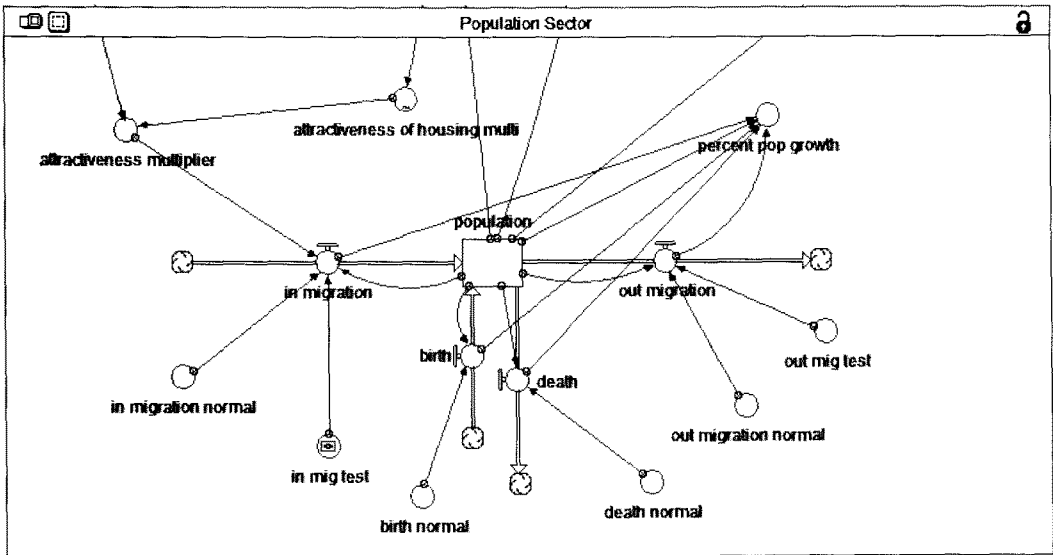 Population Sector
attractiveness of housing multi
attractiveness multiplier
percent pop growth
population
in migration
out migration
birth
death
out mig test
in migration normal
out migration normal
in mig test
birth normal
death normal